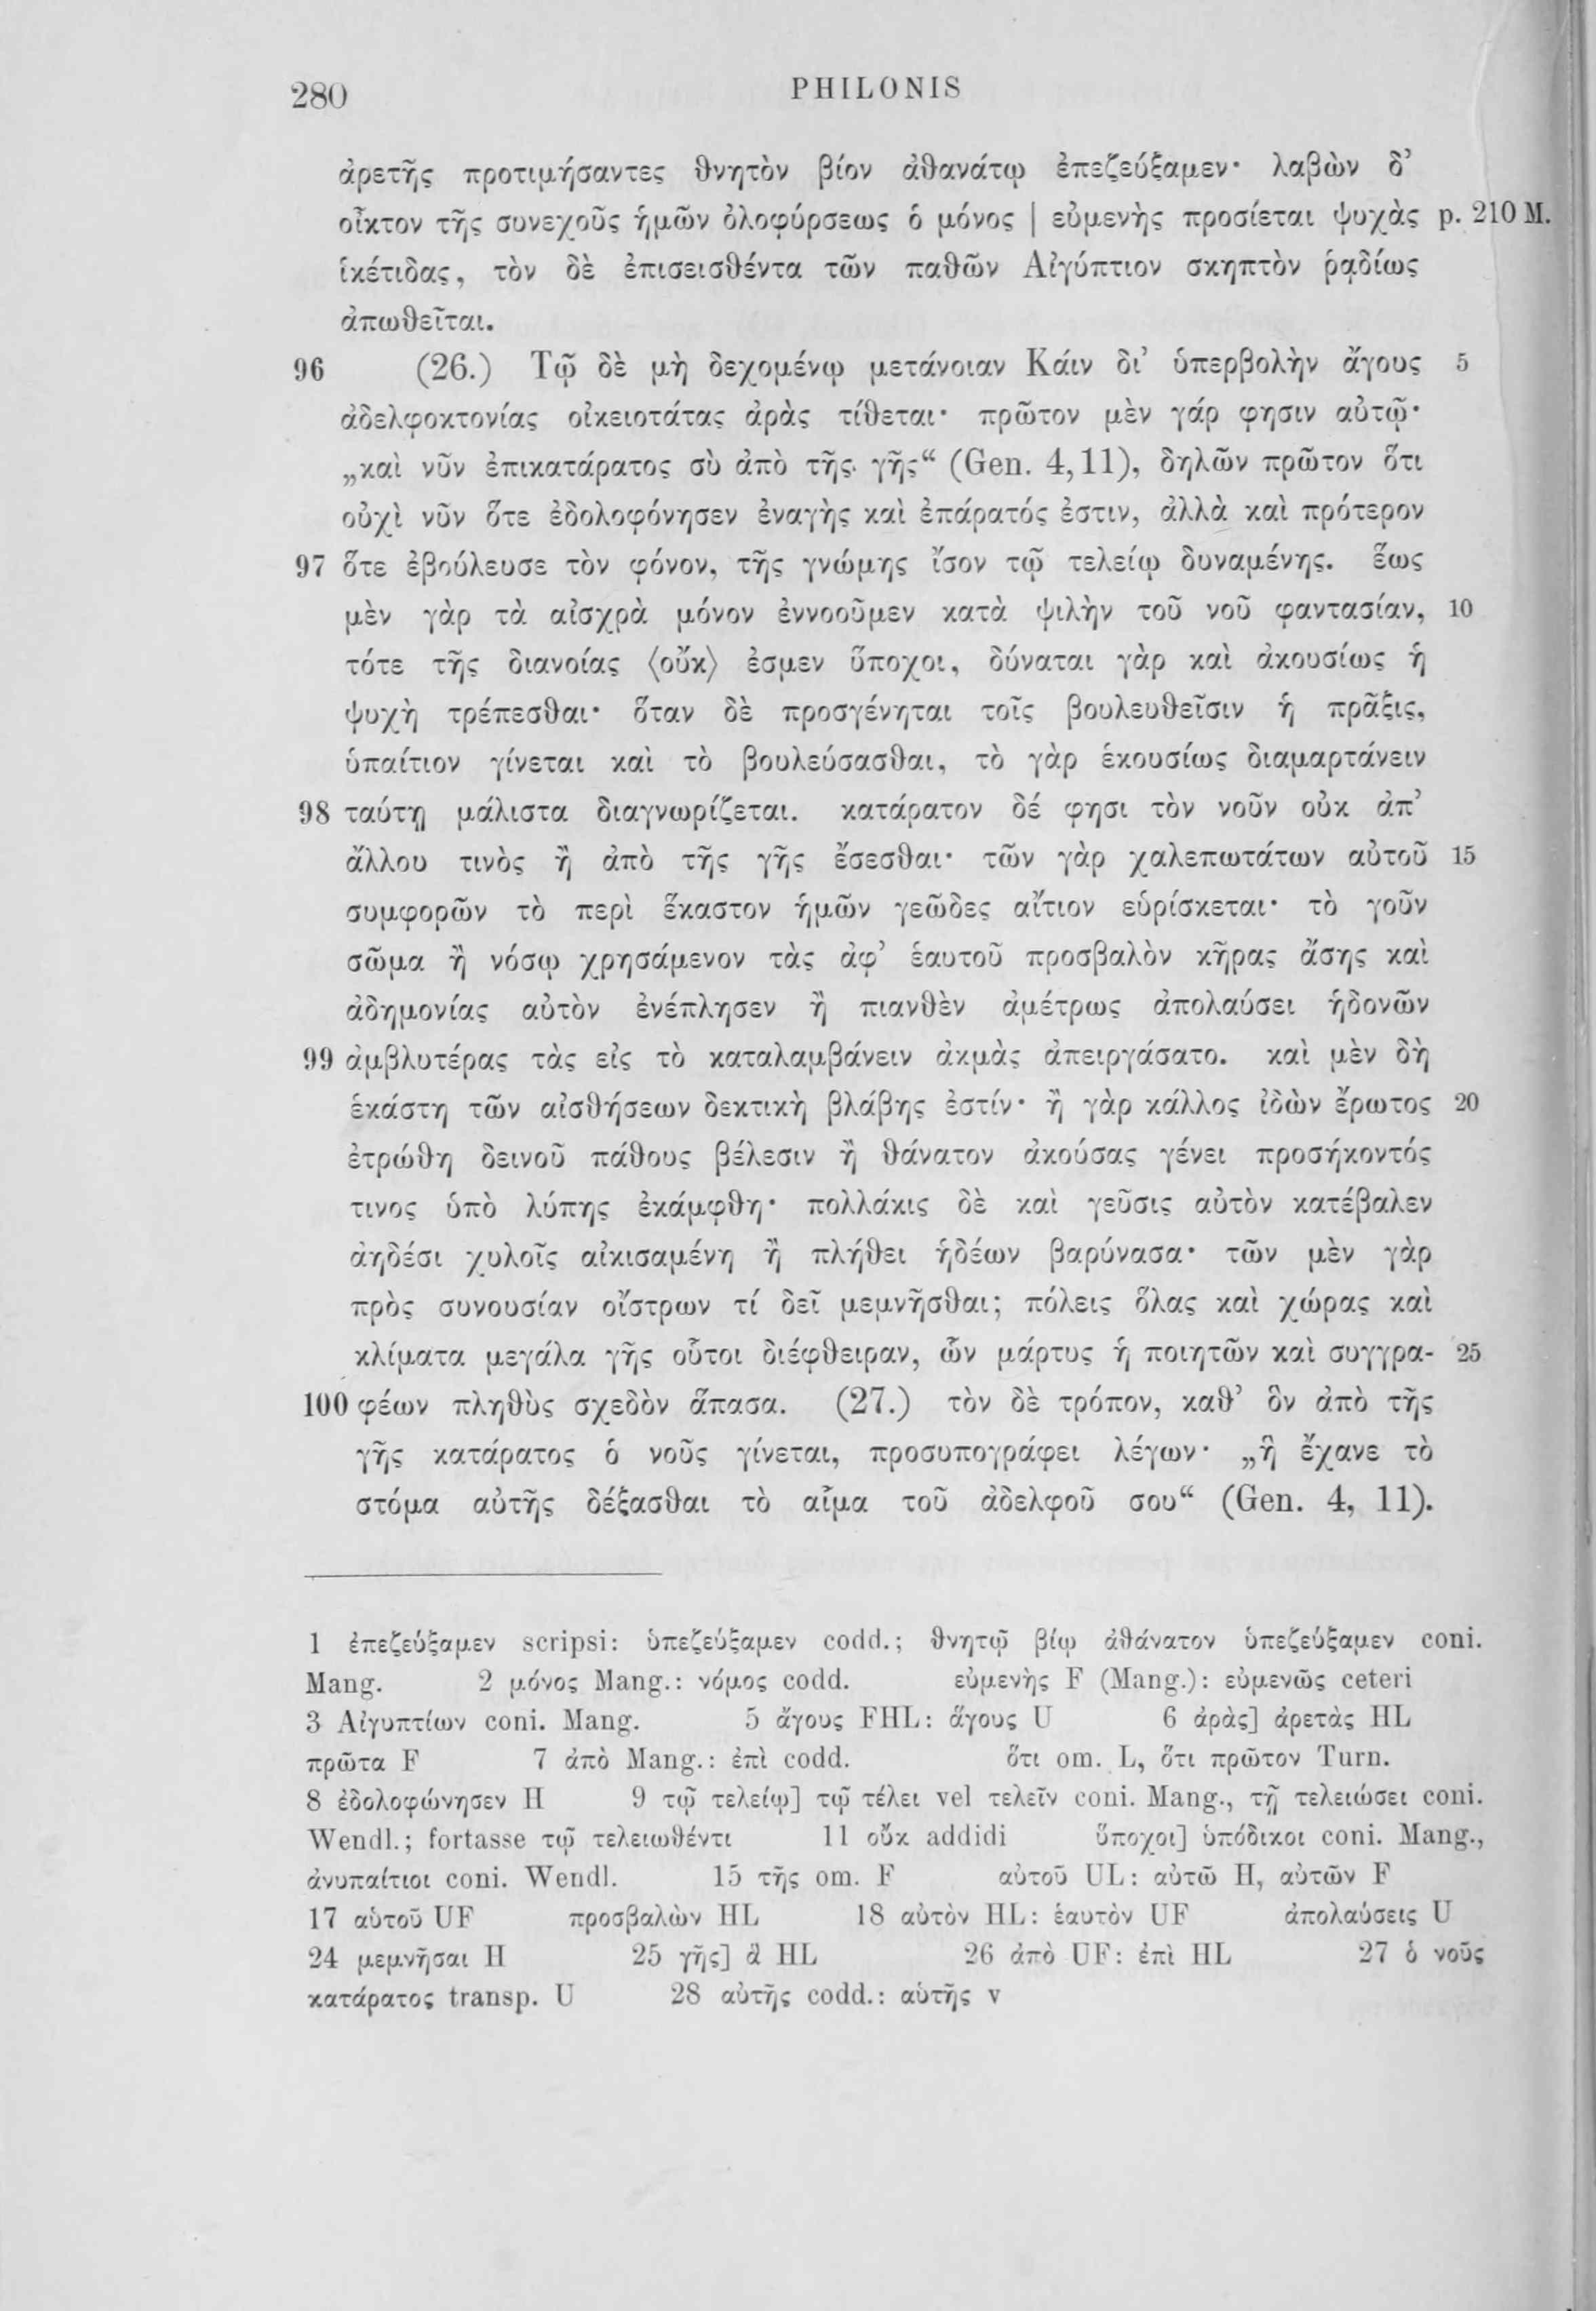 280 PHILONIS
ἀρετῆς προτιμήσαντες θνητὸν βίον ἀθανάτῳ ἐπεζεύξαμεν· λαβὼν δ’
οἶκτον τῆς συνεχοῦς ἡμῶν ὀλοφύρσεως ὁ μόνος | εὐμενὴς προσίεται ψυχὰς p. 210 M.
ἱκέτιδας, τὸν δὲ ἐπισεισθέντα τῶν παθῶν Αἰγύπτιον σκηπτὸν ῥᾳδίως
ἀπωθεῖται.
96 (26.) Τῷ δὲ μὴ δεχομένῳ μετάνοιαν Κάιν δι’ ὑπερβολὴν ἄγους 5
ἀδελφοκτονίας οἰκειοτάτας ἀρὰς τίθεται· πρῶτον μὲν γάρ φησιν αὐτῷ·
„καὶ νῦν ἐπικατάρατος σὺ ἀπὸ τῆς γῆς“ (Gen. 4,11), δηλῶν πρῶτον ὅτι
οὐχὶ νῦν ὅτε ἐδολοφόνησεν ἐναγὴς καὶ ἐπάρατός ἐστιν, ἀλλὰ καὶ πρότερον
97 ὅτε ἐβούλευσε τὸν φόνον, τῆς γνώμης ἴσον τῷ τελείῳ δυναμένης. ἕως
μὲν γὰρ τὰ αἰσχρὰ μόνον ἐννοοῦμεν κατὰ ψιλὴν τοῦ νοῦ φαντασίαν, 10
τότε τῆς διανοίας ⟨οὔκ⟩ ἐσμεν ὕποχοι, δύναται γὰρ καὶ ἀκουσίως ἡ
ψυχὴ τρέπεσθαι· ὅταν δὲ προσγένηται τοῖς βουλευθεῖσιν ἡ πρᾶξις,
ὑπαίτιον γίνεται καὶ τὸ βουλεύσασθαι, τὸ γὰρ ἑκουσίως διαμαρτάνειν
98 ταύτῃ μάλιστα διαγνωρίζεται. κατάρατον δέ φησι τὸν νοῦν οὐκ ἀπ’
ἄλλου τινὸς ἢ ἀπὸ τῆς γῆς ἔσεσθαι· τῶν γὰρ χαλεπωτάτων αὐτοῦ 15
συμφορῶν τὸ περὶ ἕκαστον ἡμῶν γεῶδες αἴτιον εὑρίσκεται· τὸ γοῦν
σῶμα ἢ νόσῳ χρησάμενον τὰς ἀφ’ ἑαυτοῦ προσβαλὸν κῆρας ἄσης καὶ
ἀδημονίας αὐτὸν ἐνέπλησεν ἢ πιανθὲν ἀμέτρως ἀπολαύσει ἡδονῶν
99 ἀμβλυτέρας τὰς εἰς τὸ καταλαμβάνειν ἀκμὰς ἀπειργάσατο. καὶ μὲν δὴ
ἑκάστη τῶν αἰσθήσεων δεκτικὴ βλάβης ἐστίν· ἢ γὰρ κάλλος ἰδὼν ἔρωτος 20
ἐτρώθη δεινοῦ πάθους βέλεσιν ἢ θάνατον ἀκούσας γένει προσήκοντός
τινος ὑπὸ λύπης ἐκάμφθη· πολλάκις δὲ καὶ γεῦσις αὐτὸν κατέβαλεν
ἀηδέσι χυλοῖς αἰκισαμένη ἢ πλήθει ἡδέων βαρύνασα· τῶν μὲν γὰρ
πρὸς συνουσίαν οἴστρων τί δεῖ μεμνῆσθαι; πόλεις ὅλας καὶ χώρας καὶ
κλίματα μεγάλα γῆς οὗτοι διέφθειραν, ὧν μάρτυς ἡ ποιητῶν καὶ συγγρα- 25
100 φέων πληθὺς σχεδὸν ἅπασα. (27.) τὸν δὲ τρόπον, καθ’ ὃν ἀπὸ τῆς
γῆς κατάρατος ὁ νοῦς γίνεται, προσυπογράφει λέγων· „ἣ ἔχανε τὸ
στόμα αὐτῆς δέξασθαι τὸ αἷμα τοῦ ἀδελφοῦ σου“ (Gen. 4, 11).
1 ἐπεζεύξαμεν scripsi: ὑπεζεύξαμεν codd.; θνητῷ βίῳ ἀθάνατον ὑπεζεύξαμεν coni.
Mang. 2 μόνος Mang.: νόμος codd. εὐμενὴς F (Mang.): εὐμενῶς ceteri
3 Αἰγυπτίων coni. Mang. 5 ἄγους FHL: ἅγους U 6 ἀρὰς] ἀρετὰς HL
πρῶτα F 7 ἀπὸ Mang.: ἐπὶ codd. ὅτι om. L, ὅτι πρῶτον Turn.
8 ἐδολοφώνησεν H 9 τῷ τελείῳ] τῷ τέλει vel τελεῖν coni. Mang., τῇ τελειώσει coni.
Wendl.; fortasse τῷ τελειωθέντι 11 οὔκ addidi ὕποχοι] ὑπόδικοι coni. Mang.,
ἀνυπαίτιοι coni. Wendl. 15 τῆς om. F αὐτοῦ UL: αὐτῶ H, αὐτῶν F
17 αὑτοῦ UF προσβαλὼν HL 18 αὐτὸν HL: ἑαυτὸν UF ἀπολαύσεις U
24 μεμνῆσαι H 25 γῆς] ἃ HL 26 ἀπὸ UF: ἐπὶ HL 27 ὁ νοῦς
κατάρατος transp. U 28 αὐτῆς codd.: αὑτῆς v